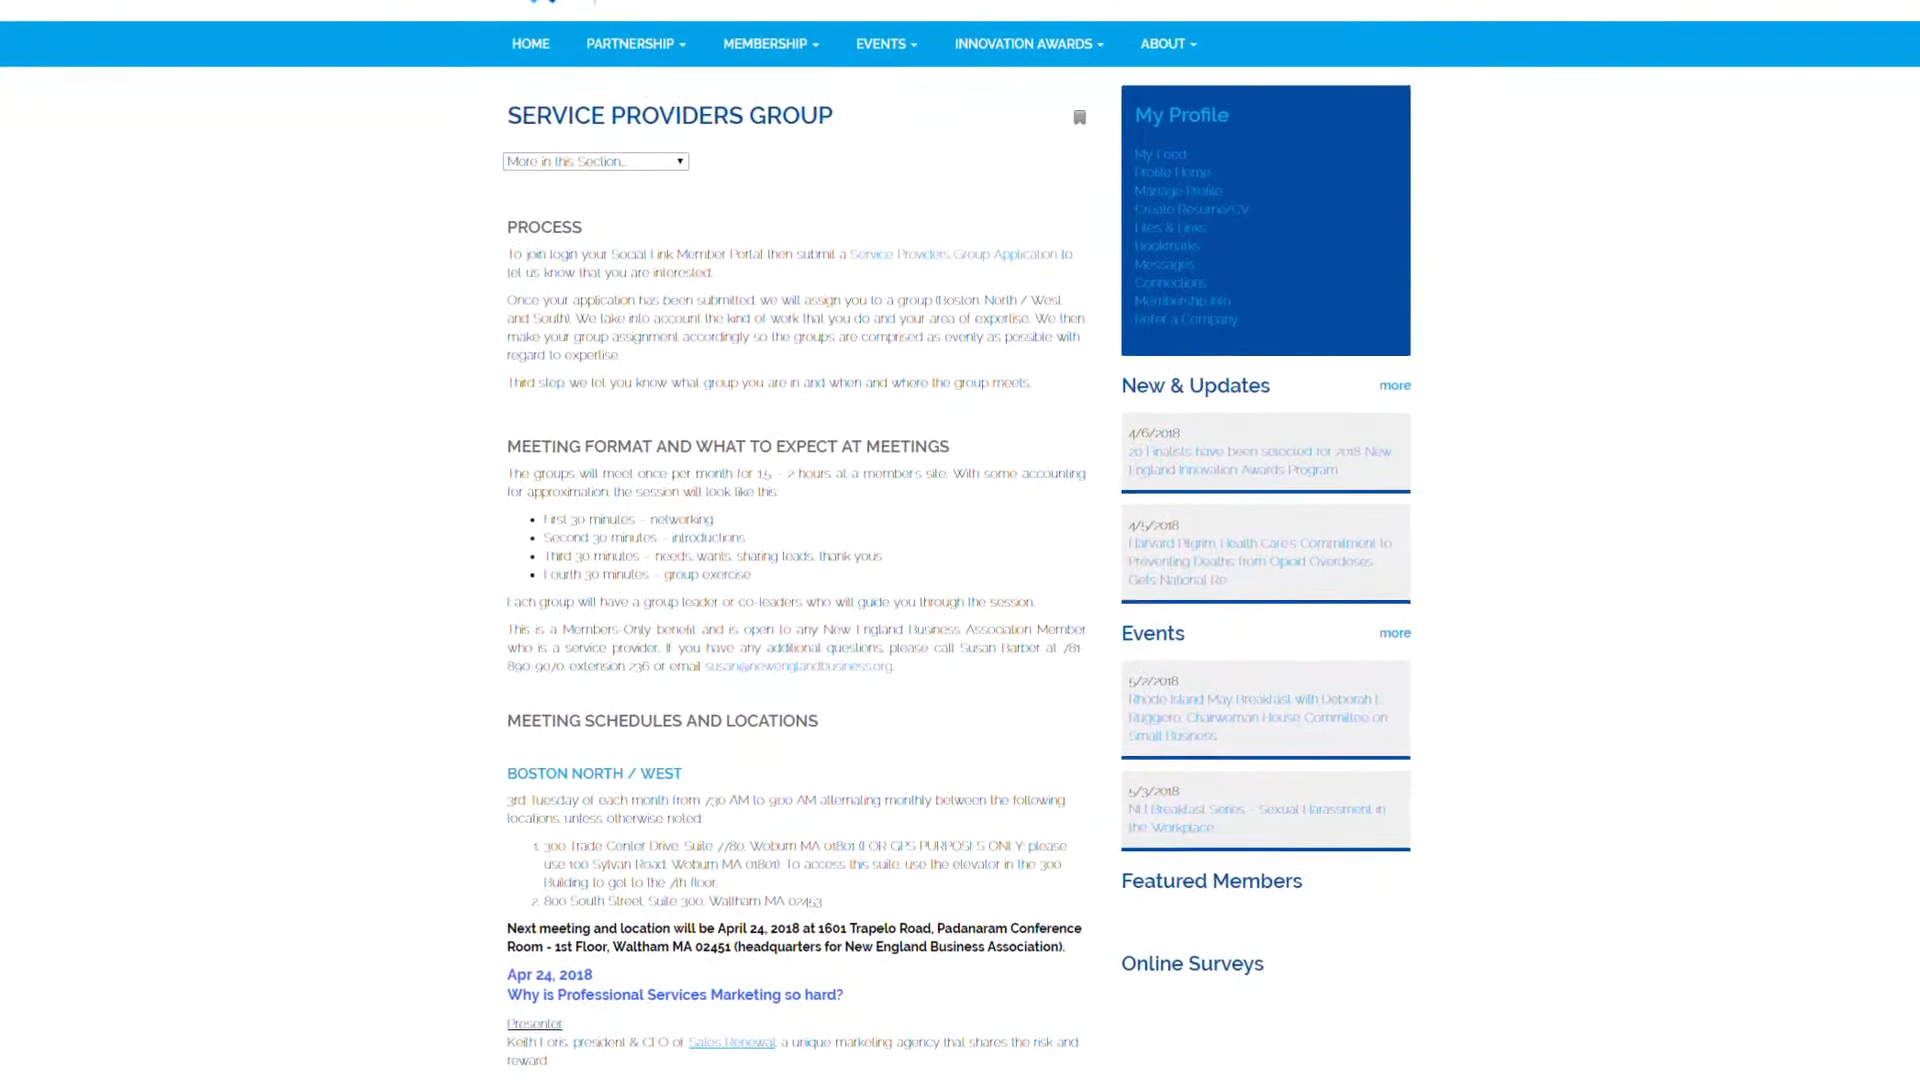 HOME PARTNERSHIP MEMBERSHIP EVENTS INNOVATION AWARDS ABOUT
SERVICE PROVIDERS GROUP
More in this Section...
PROCESS
To join login your Social Link Member Portal then submit a Service Providers Group Application to
let us know that you are interested.
Once your application has been submitted, we will assign you to a group (Boston, North / West
and South). We take into account the kind of work that you do and your area of expertise. We then
make your group assignment accordingly so the groups are comprised as evenly as possible with
regard to expertise.
Third step, we let you know what group you are in and when and where the group meets.
MEETING FORMAT AND WHAT TO EXPECT AT MEETINGS
The groups will meet once per month for 1.5 – 2 hours at a member's site. With some accounting
for approximation, the session will look like this:
• First 30 minutes – networking
• Second 30 minutes – introductions
• Third 30 minutes – needs, wants, sharing leads, thank yous
• Fourth 30 minutes – group exercise
Each group will have a group leader or co-leaders who will guide you through the session.
This is a Members-Only benefit and is open to any New England Business Association Member
who is a service provider. If you have any additional questions, please call Susan Barber at 781-
890-9070, extension 236 or email susan@newenglandbusiness.org.
MEETING SCHEDULES AND LOCATIONS
BOSTON NORTH / WEST
3rd Tuesday of each month from 7:30 AM to 9:00 AM alternating monthly between the following
locations, unless otherwise noted:
1. 300 Trade Center Drive, Suite 7780, Woburn MA 01801 (FOR GPS PURPOSES ONLY: please
use 100 Sylvan Road, Woburn MA 01801). To access this suite, use the elevator in the 300
Building to get to the 7th floor.
2. 800 South Street, Suite 300, Waltham MA 02453
Next meeting and location will be April 24, 2018 at 1601 Trapelo Road, Padanaram Conference
Room - 1st Floor, Waltham MA 02451 (headquarters for New England Business Association).
Apr 24, 2018
Why is Professional Services Marketing so hard?
Presenter
Keith Loris, president & CEO of Sales Renewal, a unique marketing agency that shares the risk and
reward
My Profile
My Feed
Profile Home
Manage Profile
Create Resume/CV
Files & Links
Bookmarks
Messages
Connections
Membership Info
Refer a Company
New & Updates more
4/6/2018
20 Finalists have been selected for 2018 New
England Innovation Awards Program
4/5/2018
Harvard Pilgrim Health Care's Commitment to
Preventing Deaths from Opioid Overdoses
Gets National Re
Events more
5/2/2018
Rhode Island May Breakfast with Deborah L.
Ruggiero, Chairwoman House Committee on
Small Business
5/3/2018
NH Breakfast Series - Sexual Harassment in
the Workplace
Featured Members
Online Surveys